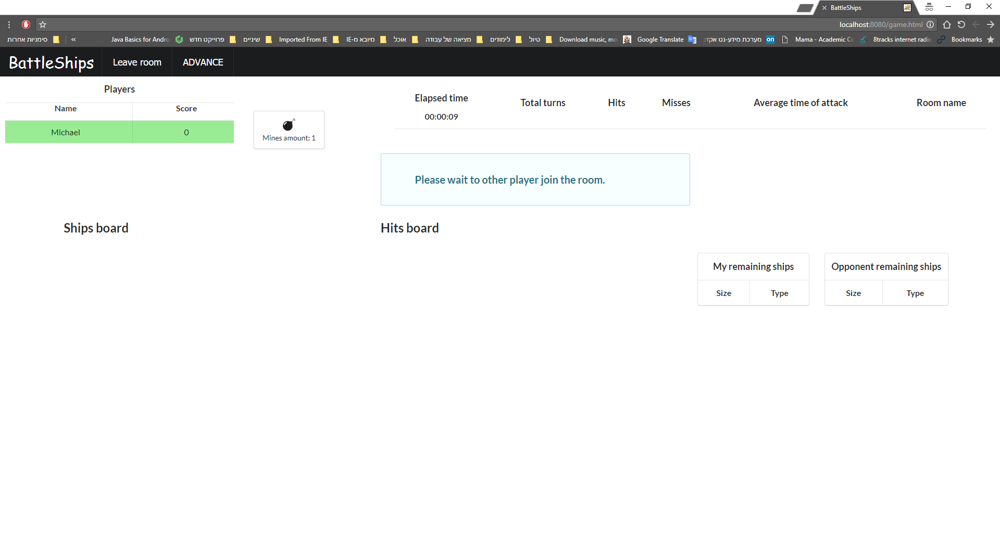 BattleShips
localhost:8080/game.html
סימניות אחרות
«
Java Basics for Andro
פרוייקט חדש
שיניים
Imported From IE
מיובא מ-IE
אוכל
מציאה של עבודה
לימודים
טיול
Download music, mo
Google Translate
מערכת מידע-נט אקדנ
on
Mama - Academic Co
8tracks internet radio
Bookmarks
BattleShips
Leave room
ADVANCE
Players
Name Score
Michael 0
Mines amount: 1
Elapsed time Total turns Hits Misses Average time of attack Room name
00:00:09
Please wait to other player join the room.
Ships board
Hits board
My remaining ships
Size Type
Opponent remaining ships
Size Type